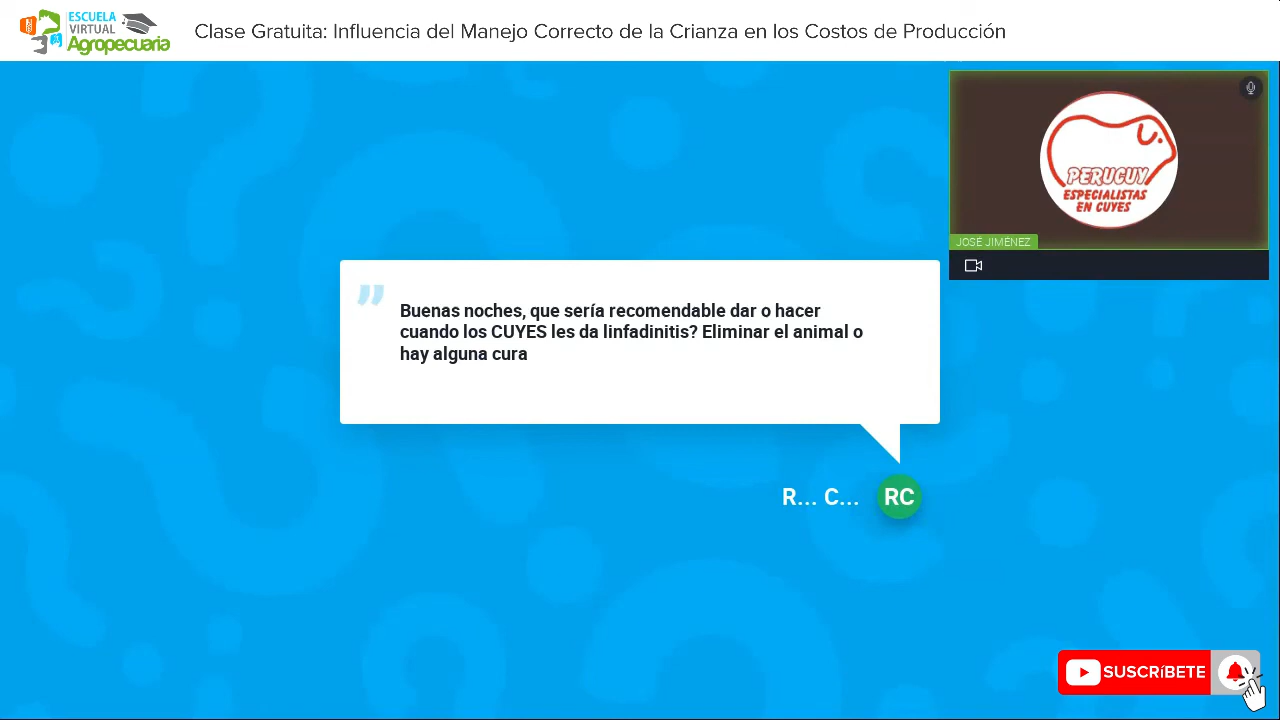 ESCUELA
VIRTUAL
Agropecuaria
Clase Gratuita: Influencia del Manejo Correcto de la Crianza en los Costos de Producción
PERUCUY
ESPECIALISTAS
EN CUYES
JOSÉ JIMÉNEZ
Buenas noches, que sería recomendable dar o hacer
cuando los CUYES les da linfadinitis? Eliminar el animal o
hay alguna cura
R... C...
RC
SUSCRíBETE